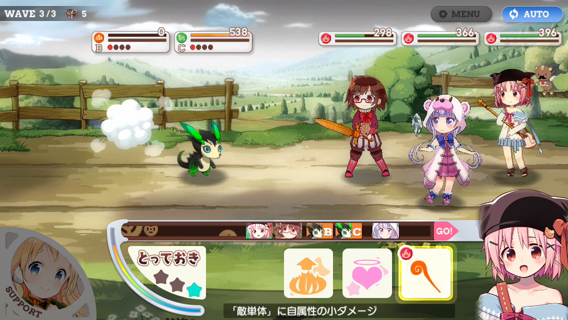 WAVE 3/3 5
MENU
AUTO
B 0
C 538
298
366
396
B C GO!
とっておき
SUPPORT
「敵単体」に自属性の小ダメージ